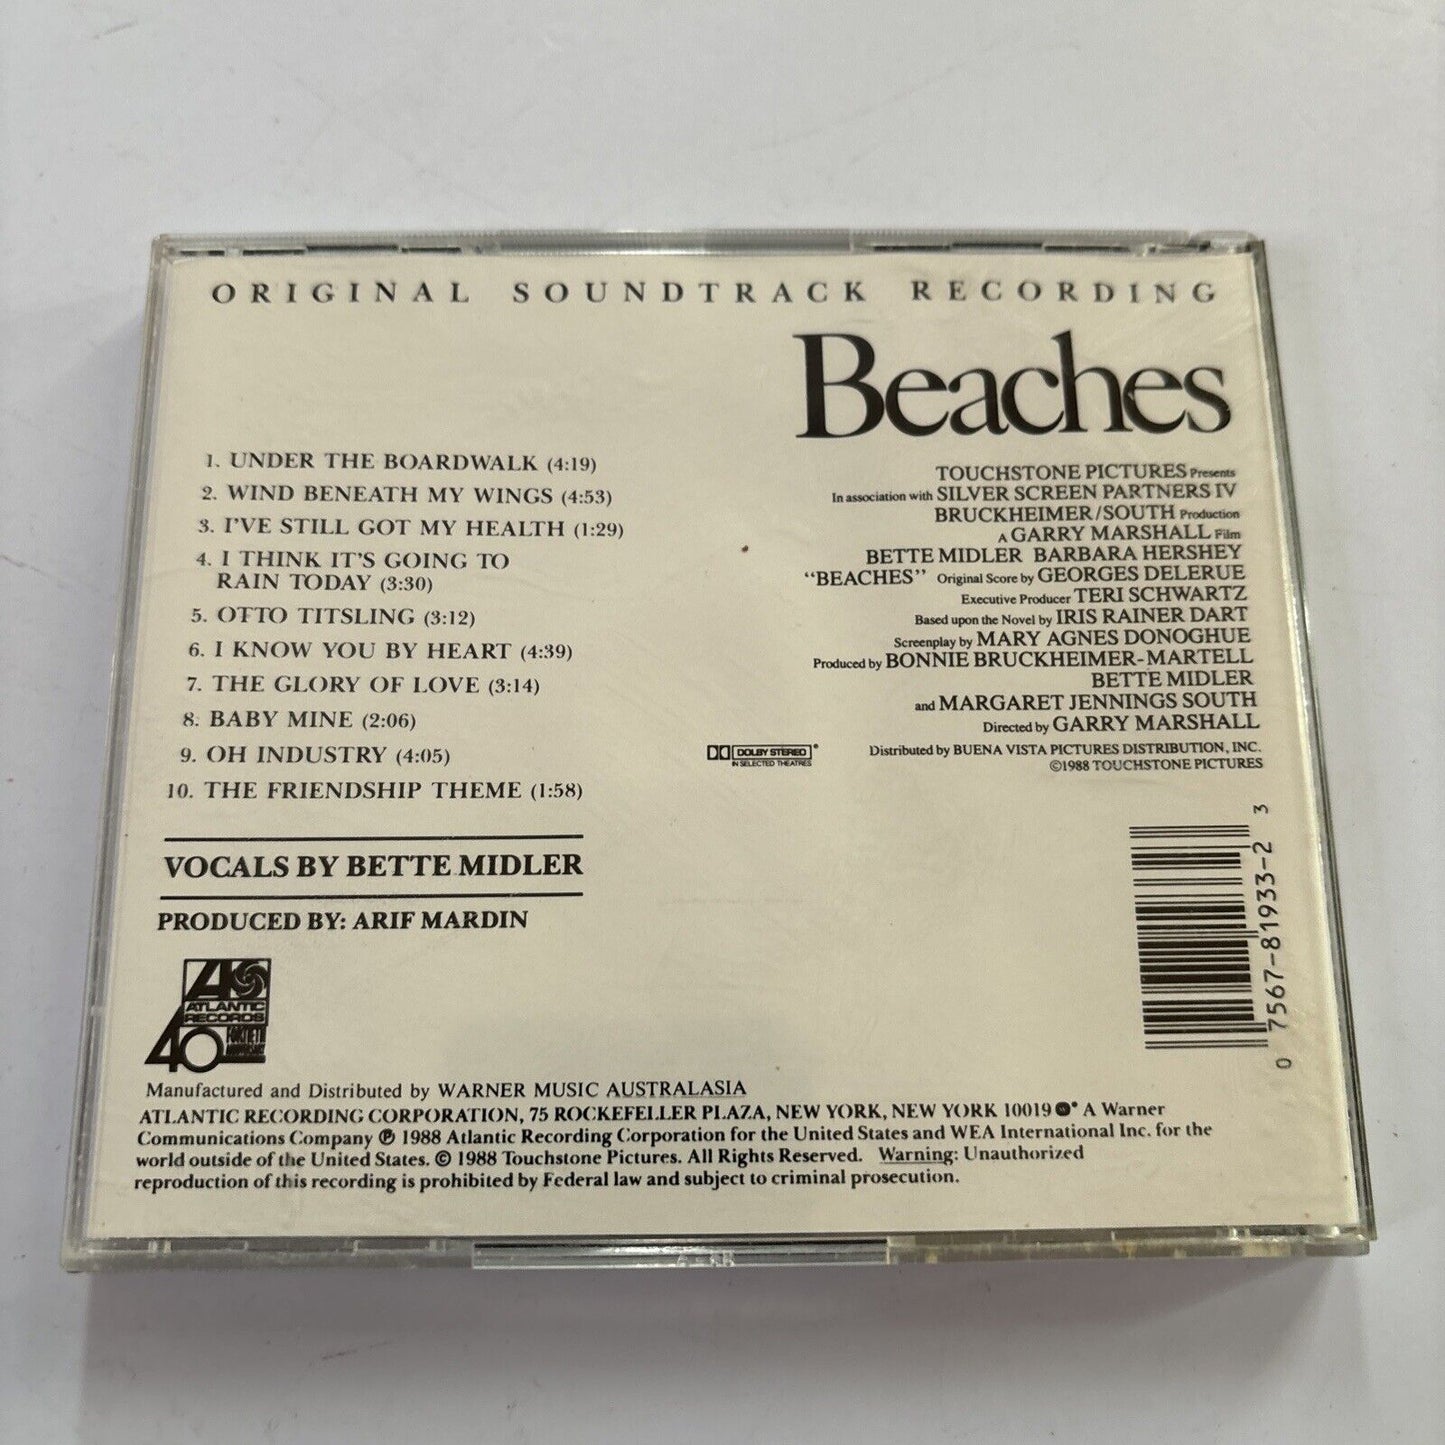 ORIGINAL SOUNDTRACK RECORDING
Beaches
1. UNDER THE BOARDWALK (4:19)
2. WIND BENEATH MY WINGS (4:53)
3. I'VE STILL GOT MY HEALTH (1:29)
4. I THINK IT'S GOING TO
RAIN TODAY (3:30)
5. OTTO TITSLING (3:12)
6. I KNOW YOU BY HEART (4:39)
7. THE GLORY OF LOVE (3:14)
8. BABY MINE (2:06)
9. OH INDUSTRY (4:05)
10. THE FRIENDSHIP THEME (1:58)
VOCALS BY BETTE MIDLER
PRODUCED BY: ARIF MARDIN
TOUCHSTONE PICTURES Presents
In association with SILVER SCREEN PARTNERS IV
BRUCKHEIMER/SOUTH Production
A GARRY MARSHALL Film
BETTE MIDLER BARBARA HERSHEY
"BEACHES" Original Score by GEORGES DELERUE
Executive Producer TERI SCHWARTZ
Based upon the Novel by IRIS RAINER DART
Screenplay by MARY AGNES DONOGHUE
Produced by BONNIE BRUCKHEIMER-MARTELL
BETTE MIDLER
and MARGARET JENNINGS SOUTH
Directed by GARRY MARSHALL
DOLBY STEREO ®
IN SELECTED THEATRES
Distributed by BUENA VISTA PICTURES DISTRIBUTION, INC.
©1988 TOUCHSTONE PICTURES
0 7567-81933-2 3
ATLANTIC
RECORDS
40
Manufactured and Distributed by WARNER MUSIC AUSTRALASIA
ATLANTIC RECORDING CORPORATION, 75 ROCKEFELLER PLAZA, NEW YORK, NEW YORK 10019 A Warner
Communications Company ℗ 1988 Atlantic Recording Corporation for the United States and WEA International Inc. for the
world outside of the United States. © 1988 Touchstone Pictures. All Rights Reserved. Warning: Unauthorized
reproduction of this recording is prohibited by Federal law and subject to criminal prosecution.